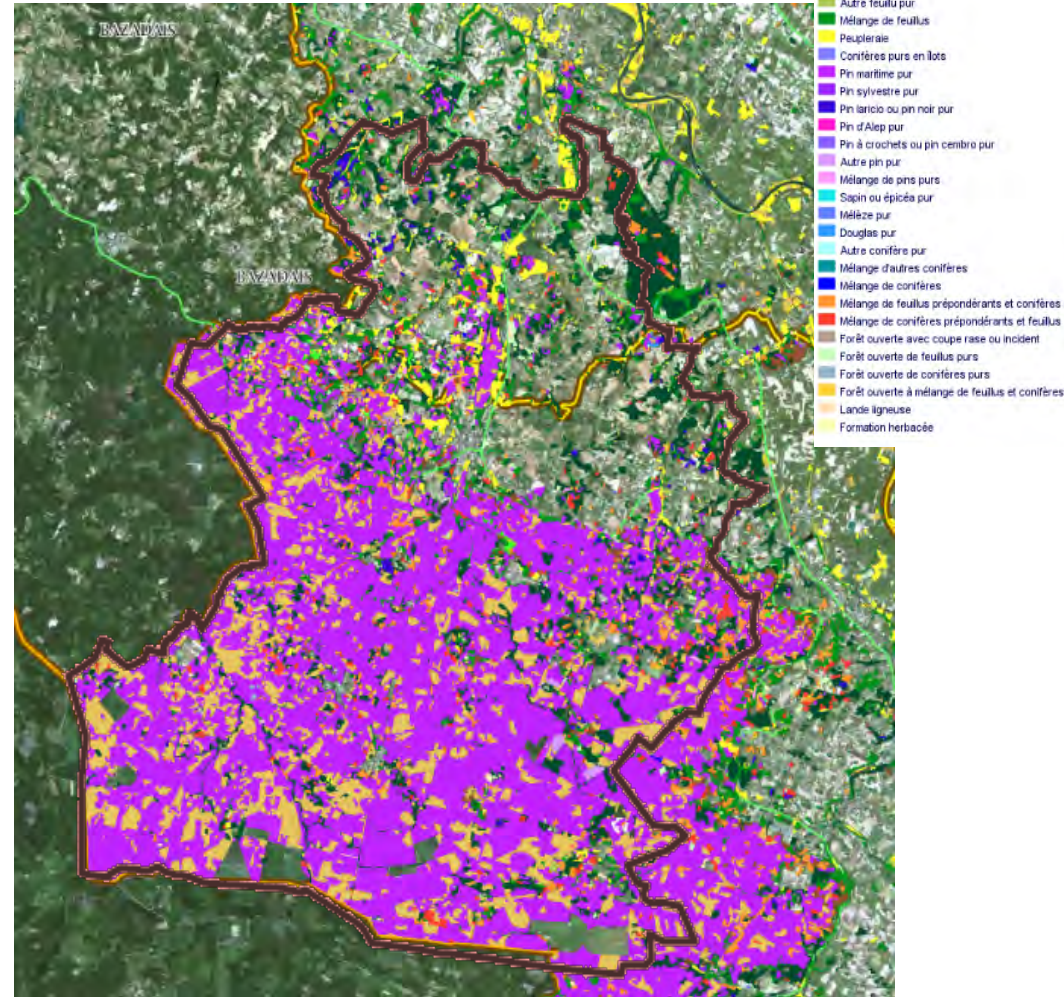 BAZADAIS
BAZADAIS
Autre feuillu pur
Mélange de feuillus
Peupleraie
Conifères purs en îlots
Pin maritime pur
Pin sylvestre pur
Pin laricio ou pin noir pur
Pin d'Alep pur
Pin à crochets ou pin cembro pur
Autre pin pur
Mélange de pins purs
Sapin ou épicéa pur
Mélèze pur
Douglas pur
Autre conifère pur
Mélange d'autres conifères
Mélange de conifères
Mélange de feuillus prépondérants et conifères
Mélange de conifères prépondérants et feuillus
Forêt ouverte avec coupe rase ou incident
Forêt ouverte de feuillus purs
Forêt ouverte de conifères purs
Forêt ouverte à mélange de feuillus et conifères
Lande ligneuse
Formation herbacée